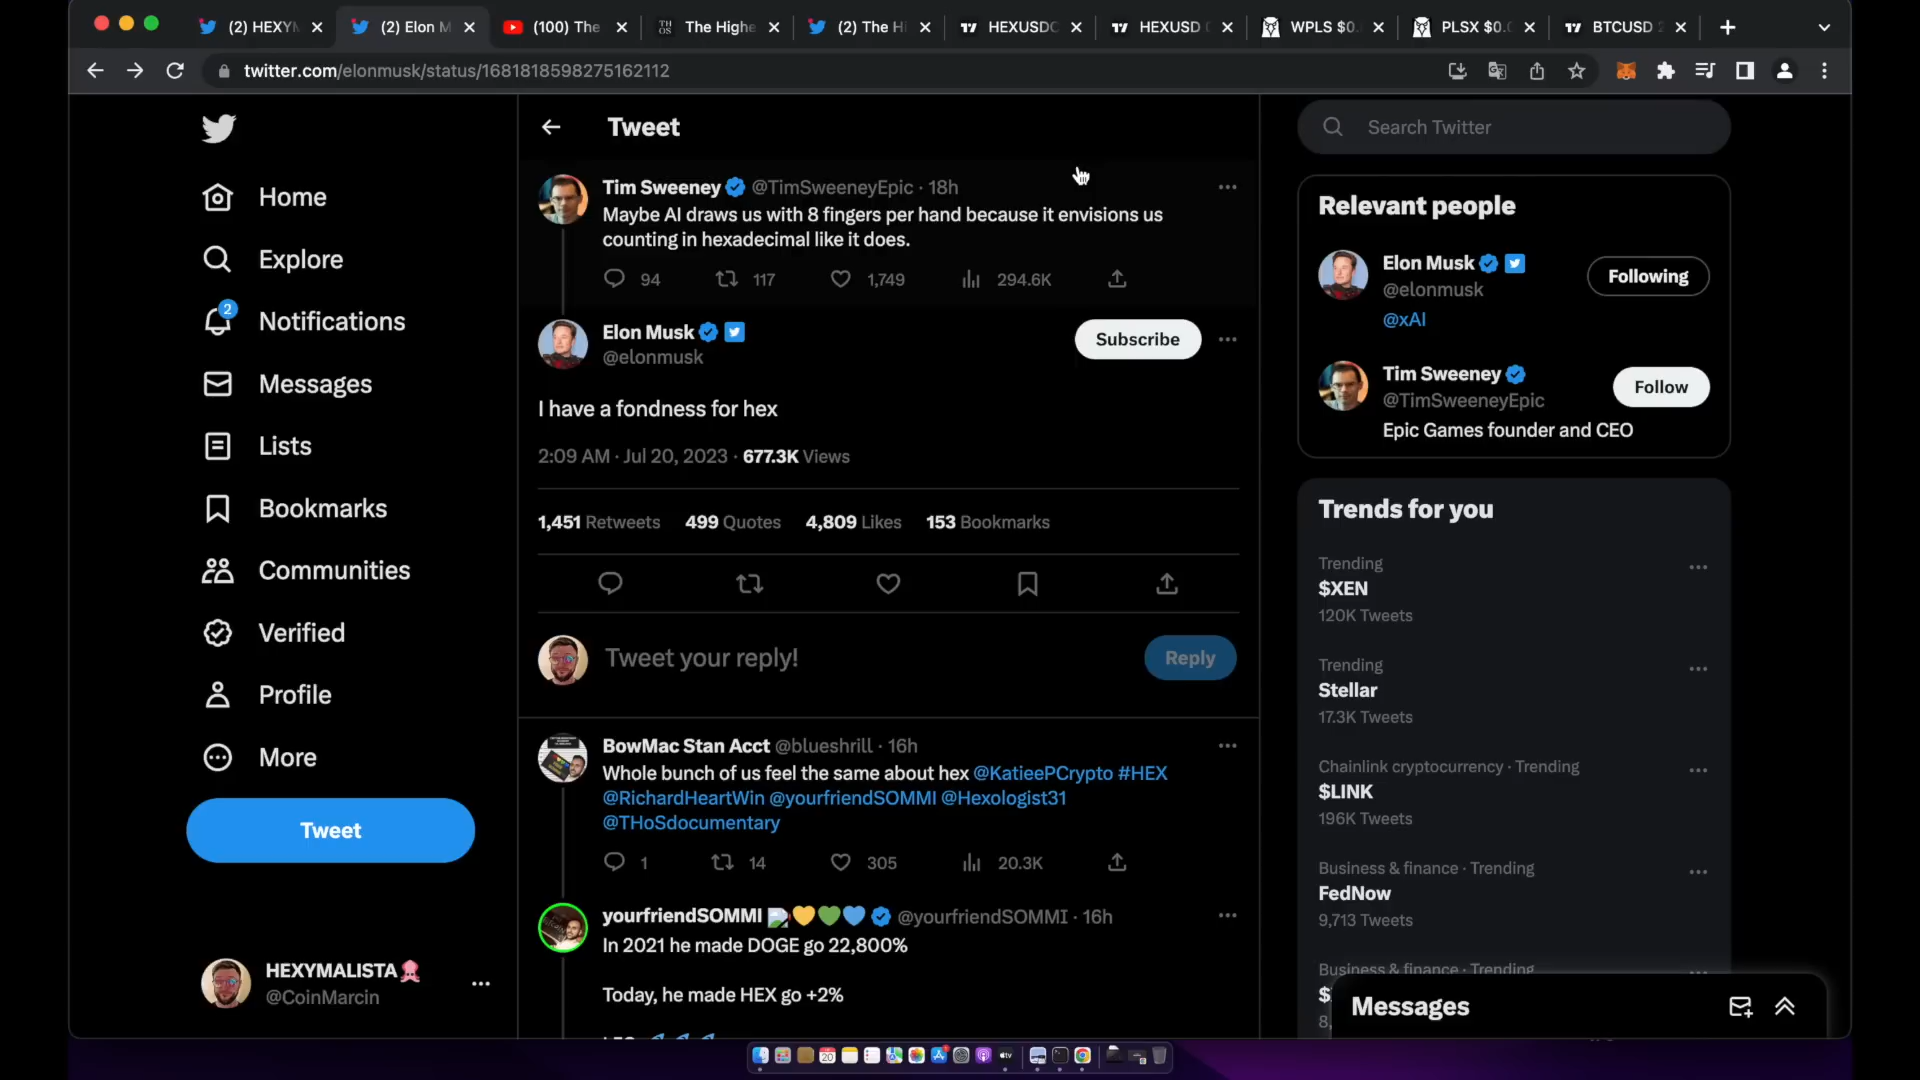 (2) HEXYM
(2) Elon M
(100) The
TH
OS
The Highe
(2) The Hi
HEXUSDC
HEXUSD
WPLS $0.
PLSX $0.
BTCUSD 2
twitter.com/elonmusk/status/1681818598275162112
Home
Explore
2
Notifications
Messages
Lists
Bookmarks
Communities
Verified
Profile
More
Tweet
HEXYMALISTA
@CoinMarcin
Tweet
Tim Sweeney @TimSweeneyEpic · 18h
Maybe AI draws us with 8 fingers per hand because it envisions us
counting in hexadecimal like it does.
94 117 1,749 294.6K
Elon Musk
@elonmusk
Subscribe
I have a fondness for hex
2:09 AM · Jul 20, 2023 · 677.3K Views
1,451 Retweets 499 Quotes 4,809 Likes 153 Bookmarks
Tweet your reply!
Reply
BowMac Stan Acct @blueshrill · 16h
Whole bunch of us feel the same about hex @KatieePCrypto #HEX
@RichardHeartWin @yourfriendSOMMI @Hexologist31
@THoSdocumentary
1 14 305 20.3K
yourfriendSOMMI @yourfriendSOMMI · 16h
In 2021 he made DOGE go 22,800%
Today, he made HEX go +2%
Search Twitter
Relevant people
Elon Musk
@elonmusk
Following
@xAI
Tim Sweeney
@TimSweeneyEpic
Follow
Epic Games founder and CEO
Trends for you
Trending
$XEN
120K Tweets
Trending
Stellar
17.3K Tweets
Chainlink cryptocurrency · Trending
$LINK
196K Tweets
Business & finance · Trending
FedNow
9,713 Tweets
Business & finance · Trending
Messages
20